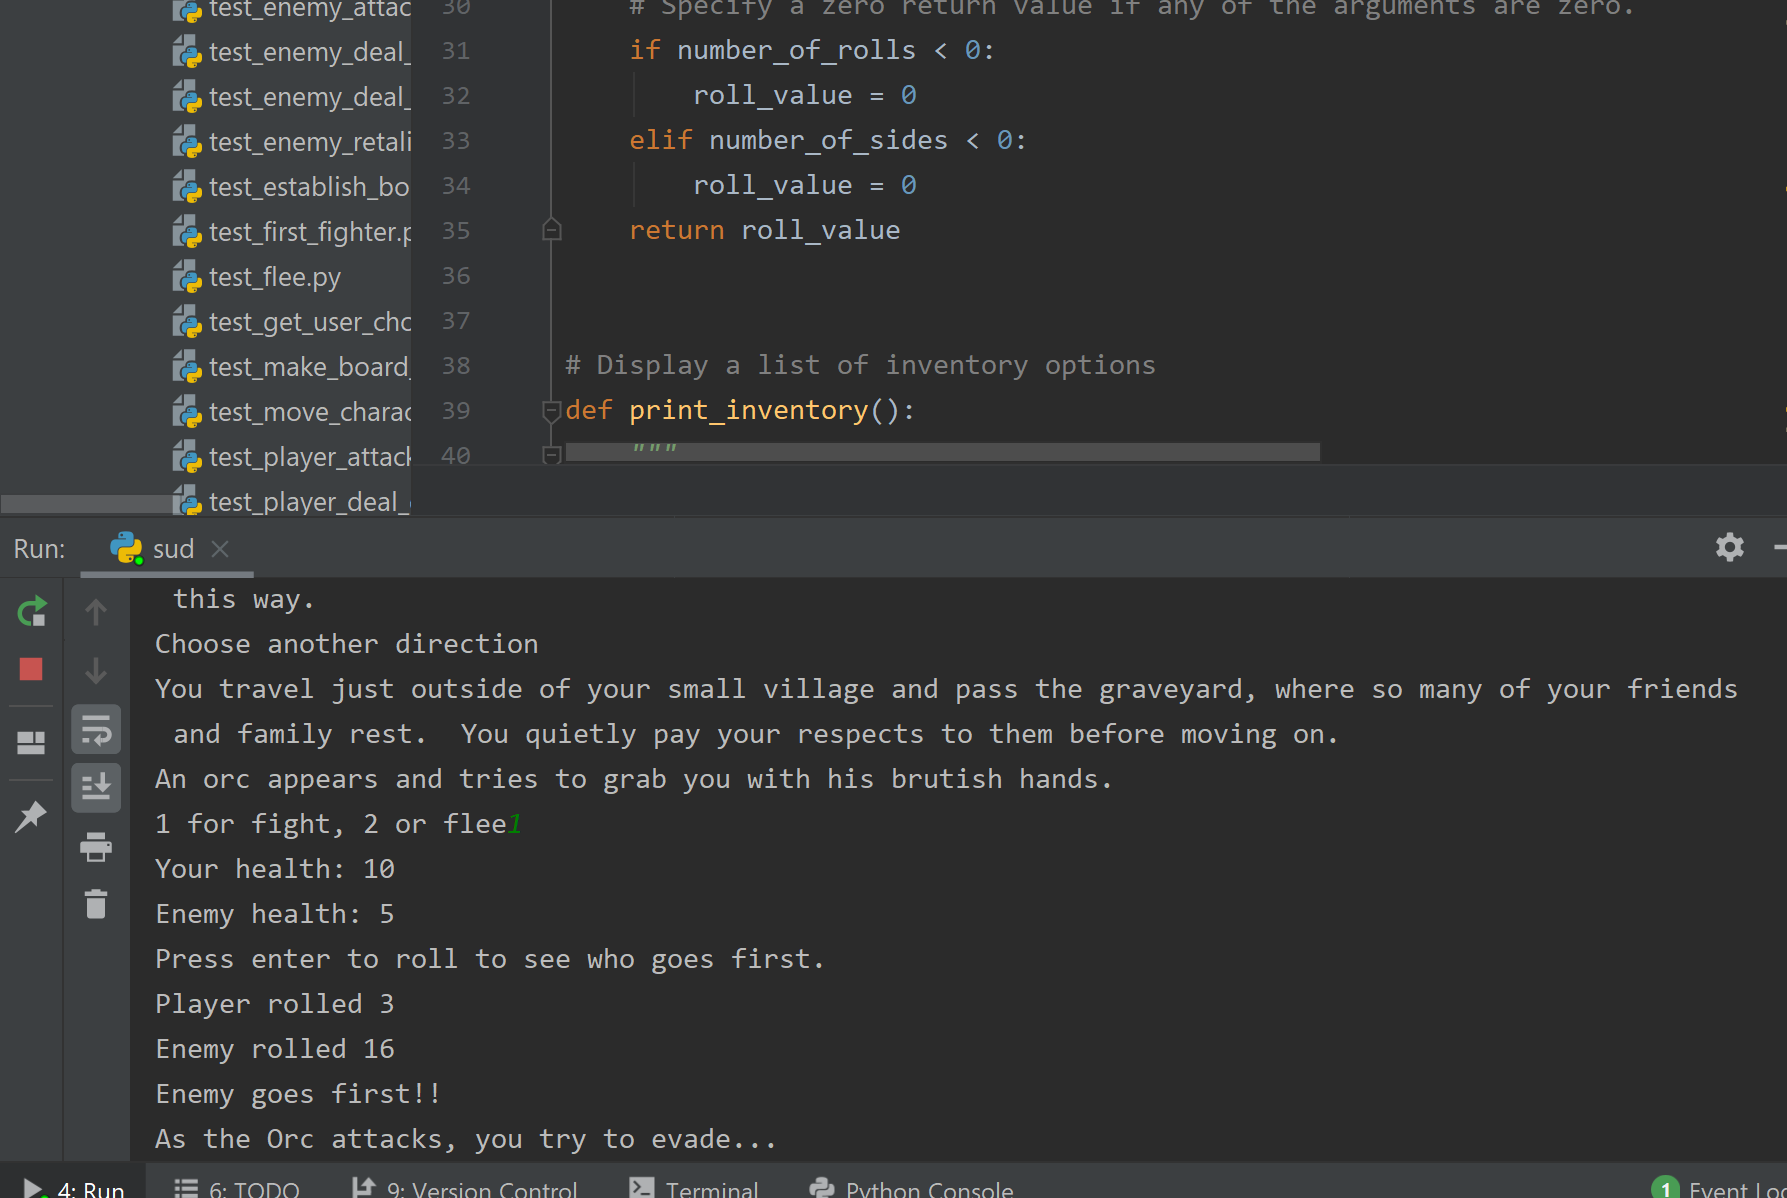 test_enemy_attac
test_enemy_deal_
test_enemy_deal_
test_enemy_retali
test_establish_bo
test_first_fighter.p
test_flee.py
test_get_user_cho
test_make_board_
test_move_charac
test_player_attack
test_player_deal_
30 # Specify a zero return value if any of the arguments are zero.
31 if number_of_rolls < 0:
32 roll_value = 0
33 elif number_of_sides < 0:
34 roll_value = 0
35 return roll_value
36
37
38 # Display a list of inventory options
39 def print_inventory():
40 """
Run: sud
this way.
Choose another direction
You travel just outside of your small village and pass the graveyard, where so many of your friends
and family rest.  You quietly pay your respects to them before moving on.
An orc appears and tries to grab you with his brutish hands.
1 for fight, 2 or flee1
Your health: 10
Enemy health: 5
Press enter to roll to see who goes first.
Player rolled 3
Enemy rolled 16
Enemy goes first!!
As the Orc attacks, you try to evade...
4: Run 6: TODO 9: Version Control Terminal Python Console 1 Event Log